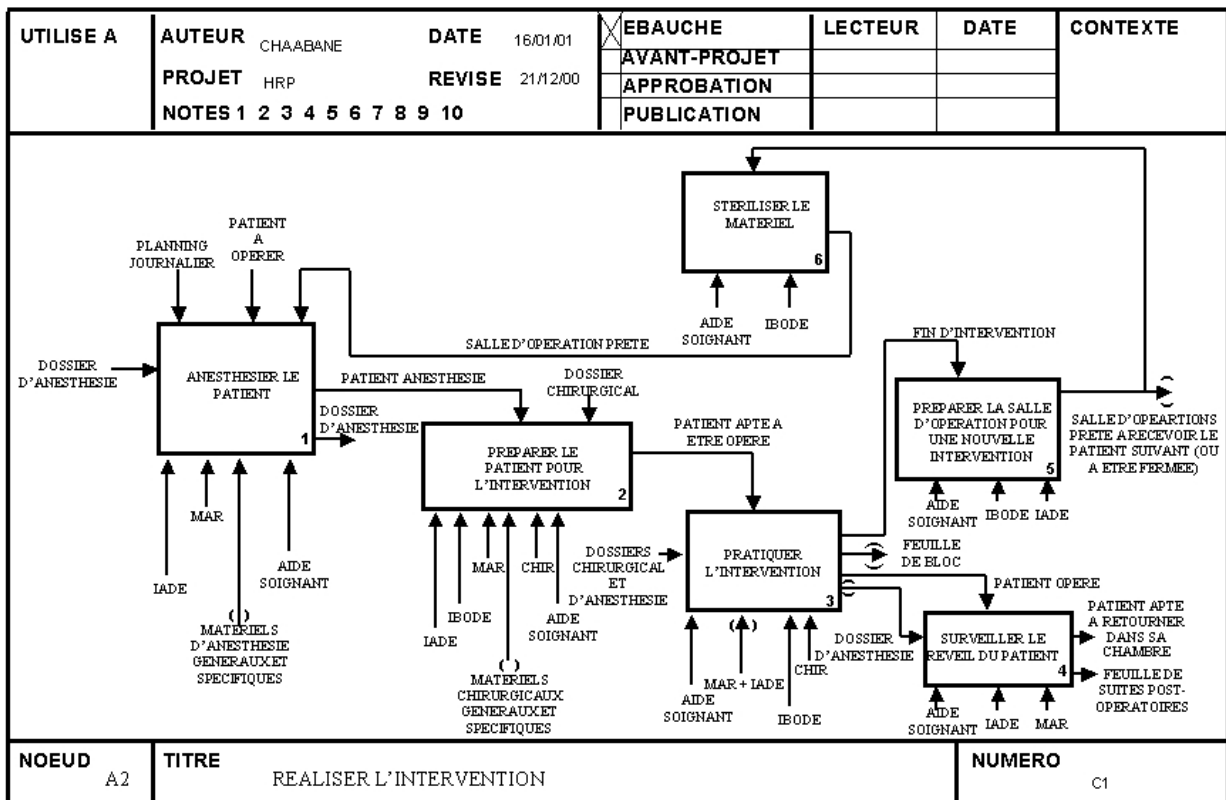 UTILISE A
AUTEUR CHAABANE DATE 16/01/01
PROJET HRP REVISE 21/12/00
NOTES 1 2 3 4 5 6 7 8 9 10
EBAUCHE
AVANT-PROJET
APPROBATION
PUBLICATION
LECTEUR
DATE
CONTEXTE
STERILISER LE
MATERIEL
6
AIDE
SOIGNANT
IBODE
PLANNING
JOURNALIER
PATIENT
A
OPERER
SALLE D'OPERATION PRETE
DOSSIER
D'ANESTHESIE
ANESTHESIER LE
PATIENT
1
PATIENT ANESTHESIE
DOSSIER
D'ANESTHESIE
IADE
MAR
( )
MATERIELS
D'ANESTHESIE
GENERAUX ET
SPECIFIQUES
AIDE
SOIGNANT
DOSSIER
CHIRURGICAL
PREPARER LE
PATIENT POUR
L'INTERVENTION
2
PATIENT APTE A
ETRE OPERE
IADE
IBODE
MAR
( )
MATERIELS
CHIRURGICAUX
GENERAUX ET
SPECIFIQUES
CHIR
AIDE
SOIGNANT
DOSSIERS
CHIRURGICAL
ET
D'ANESTHESIE
PRATIQUER
L'INTERVENTION
3
AIDE
SOIGNANT
( )
MAR + IADE
IBODE
CHIR
FIN D'INTERVENTION
FEUILLE
DE BLOC
PATIENT OPERE
DOSSIER
D'ANESTHESIE
PREPARER LA SALLE
D'OPERATION POUR
UNE NOUVELLE
INTERVENTION
5
AIDE
SOIGNANT
IBODE
IADE
SALLE D'OPEARTIONS
PRETE A RECEVOIR LE
PATIENT SUIVANT (OU
A ETRE FERMEE)
SURVEILLER LE
REVEIL DU PATIENT
4
AIDE
SOIGNANT
IADE
MAR
PATIENT APTE
A RETOURNER
DANS SA
CHAMBRE
FEUILLE DE
SUITES POST-
OPERATOIRES
NOEUD
A2
TITRE
REALISER L'INTERVENTION
NUMERO
C1